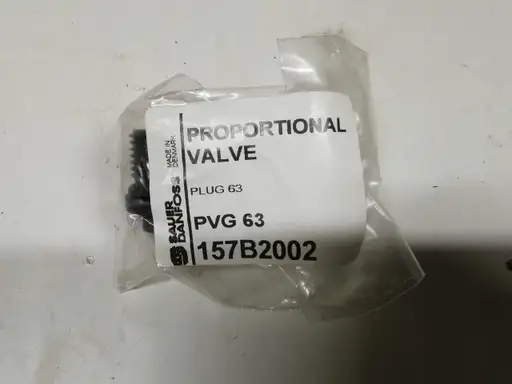 PROPORTIONAL
VALVE
PLUG 63
PVG 63
157B2002
SAUER
DANFOSS
MADE IN
DENMARK